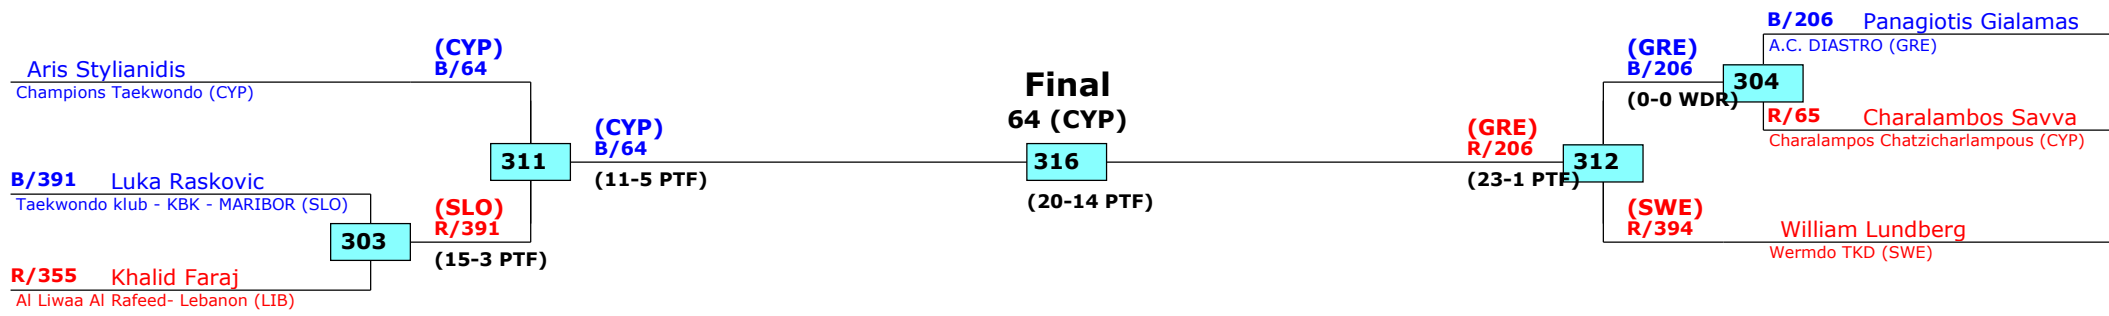 Aris Stylianidis
Champions Taekwondo (CYP)
(CYP)
B/64
B/391 Luka Raskovic
Taekwondo klub - KBK - MARIBOR (SLO)
303
R/355 Khalid Faraj
Al Liwaa Al Rafeed- Lebanon (LIB)
(SLO)
R/391
(15-3 PTF)
311
(CYP)
B/64
(11-5 PTF)
Final
64 (CYP)
316
(20-14 PTF)
(GRE)
R/206
(23-1 PTF)
312
(GRE)
B/206
(0-0 WDR)
304
B/206 Panagiotis Gialamas
A.C. DIASTRO (GRE)
R/65 Charalambos Savva
Charalampos Chatzicharlampous (CYP)
(SWE)
R/394
William Lundberg
Wermdo TKD (SWE)